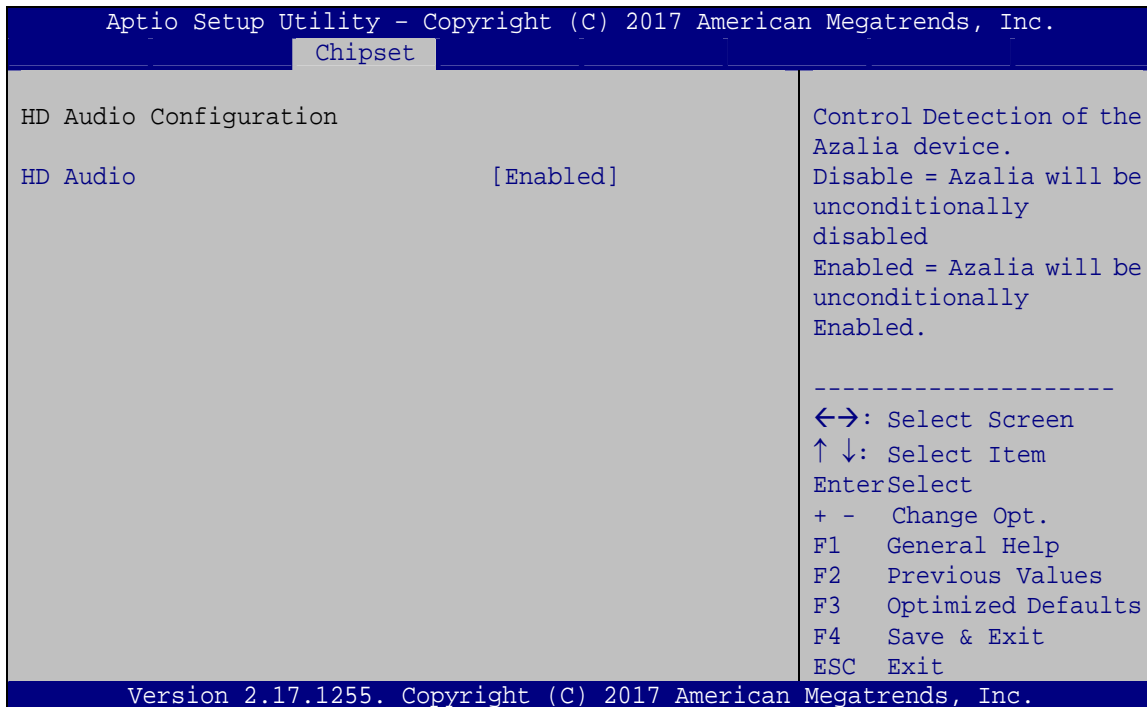 Aptio Setup Utility – Copyright (C) 2017 American Megatrends, Inc.
Chipset
HD Audio Configuration
HD Audio [Enabled]
Control Detection of the
Azalia device.
Disable = Azalia will be
unconditionally
disabled
Enabled = Azalia will be
unconditionally
Enabled.
---------------------
←→: Select Screen
↑ ↓: Select Item
EnterSelect
+ - Change Opt.
F1 General Help
F2 Previous Values
F3 Optimized Defaults
F4 Save & Exit
ESC Exit
Version 2.17.1255. Copyright (C) 2017 American Megatrends, Inc.